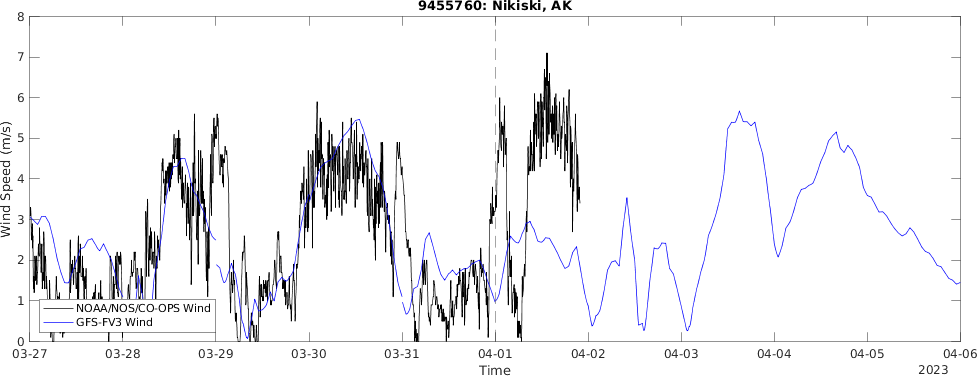 9455760: Nikiski, AK
8
7
6
5
4
3
2
1
0
Wind Speed (m/s)
NOAA/NOS/CO-OPS Wind
GFS-FV3 Wind
03-27 03-28 03-29 03-30 03-31 04-01 04-02 04-03 04-04 04-05 04-06
Time
2023